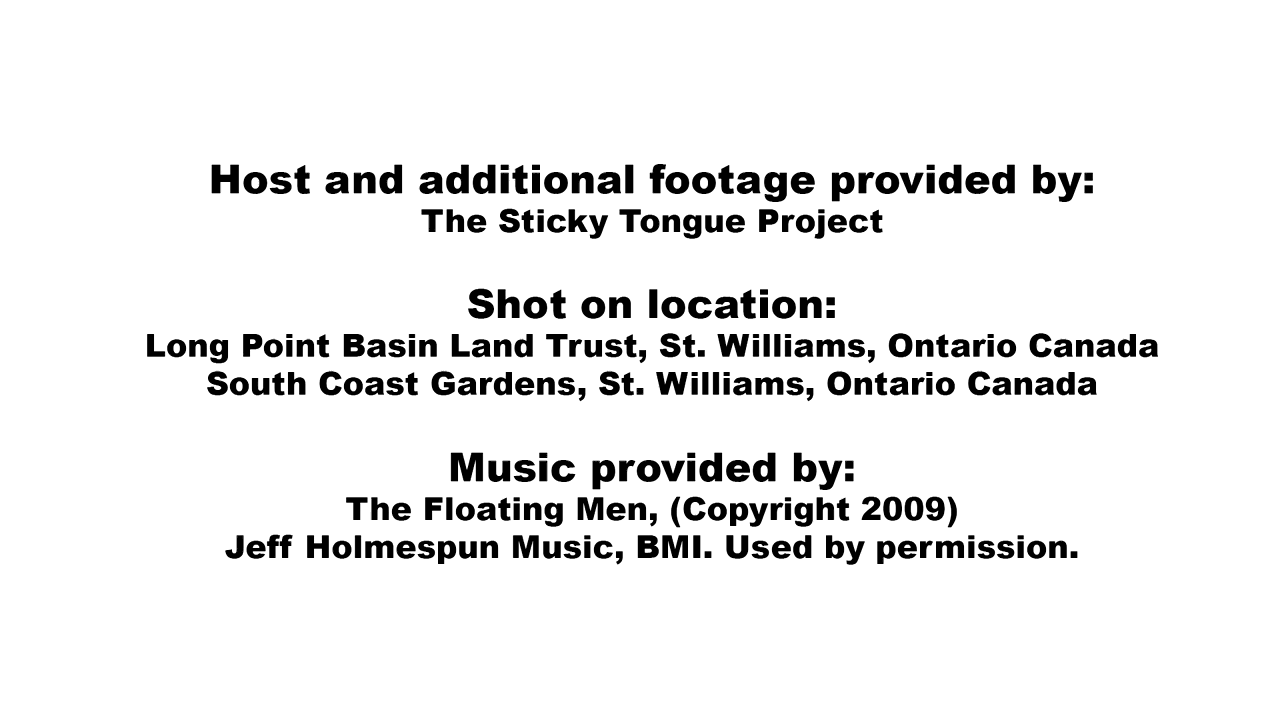 Host and additional footage provided by:
The Sticky Tongue Project
Shot on location:
Long Point Basin Land Trust, St. Williams, Ontario Canada
South Coast Gardens, St. Williams, Ontario Canada
Music provided by:
The Floating Men, (Copyright 2009)
Jeff Holmespun Music, BMI. Used by permission.